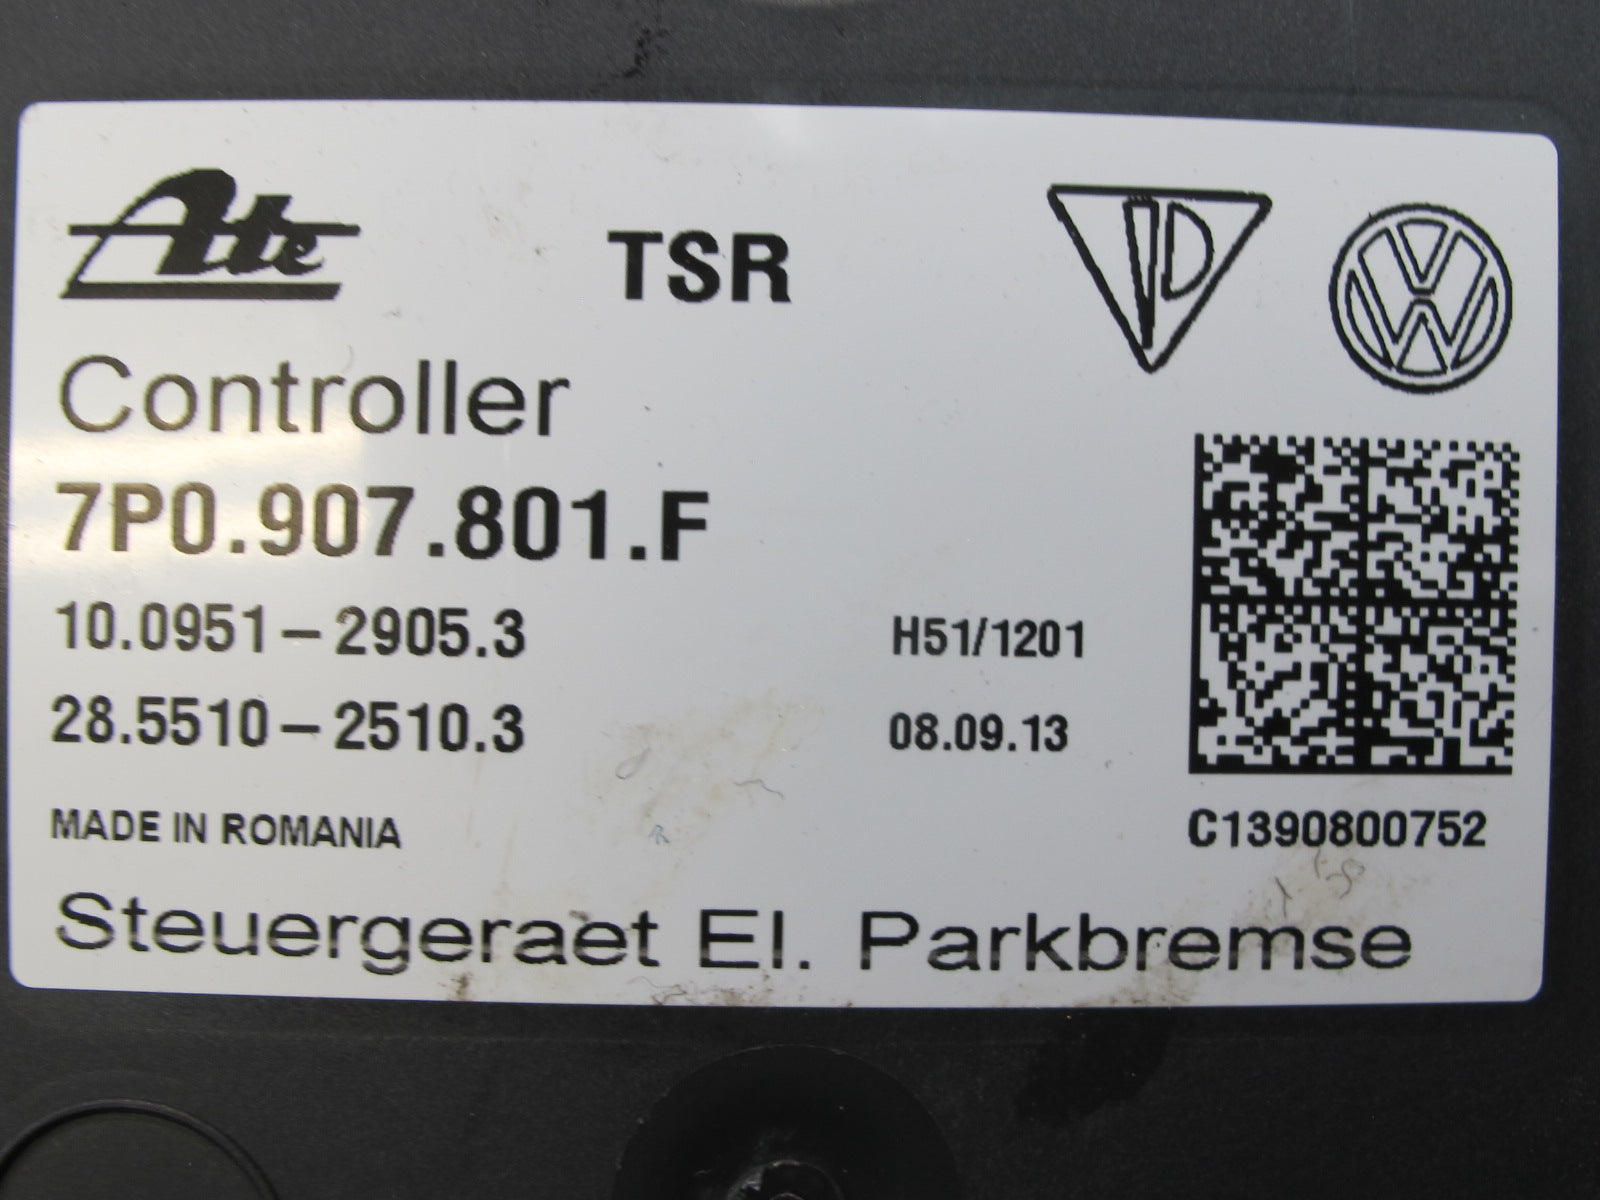 Ate TSR
Controller
7P0.907.801.F
10.0951-2905.3 H51/1201
28.5510-2510.3 08.09.13
MADE IN ROMANIA C1390800752
Steuergeraet El. Parkbremse